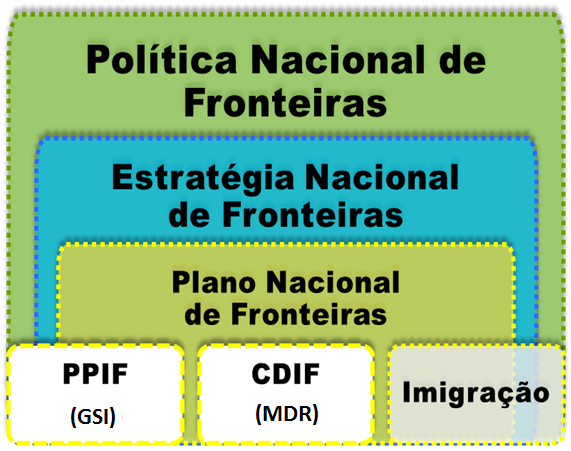 Política Nacional de
Fronteiras
Estratégia Nacional
de Fronteiras
Plano Nacional
de Fronteiras
PPIF
(GSI)
CDIF
(MDR)
Imigração